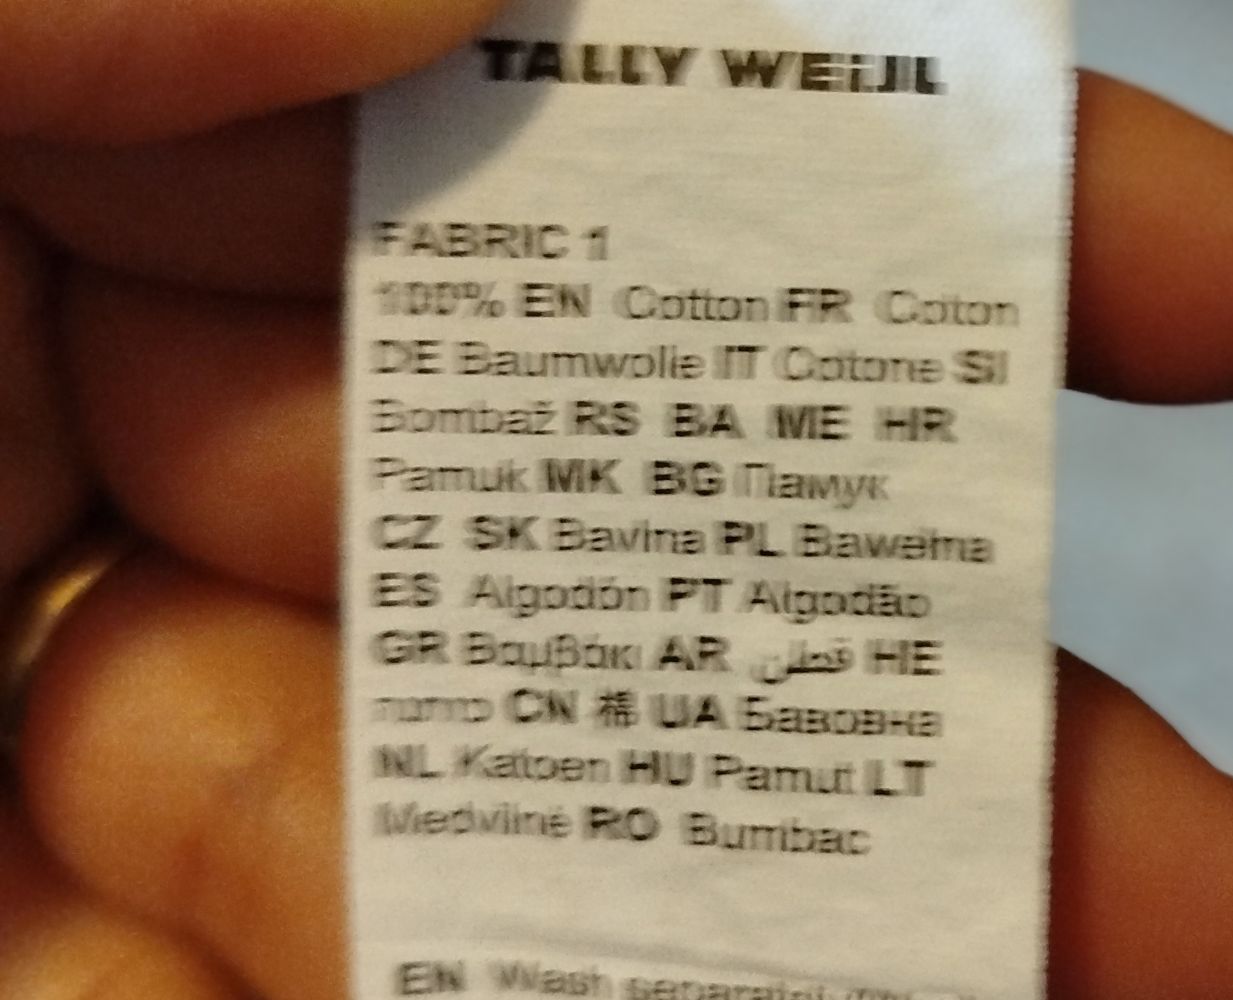 TALLY WEiJL
FABRIC 1
100% EN Cotton FR Coton
DE Baumwolle IT Cotone SI
Bombaž RS BA ME HR
Pamuk MK BG Памук
CZ SK Bavlna PL Bawełna
ES Algodón PT Algodão
GR Βαμβάκι AR قطن HE
כותנה CN 棉 UA Бавовна
NL Katoen HU Pamut LT
Medvilnė RO Bumbac
EN Wash separately